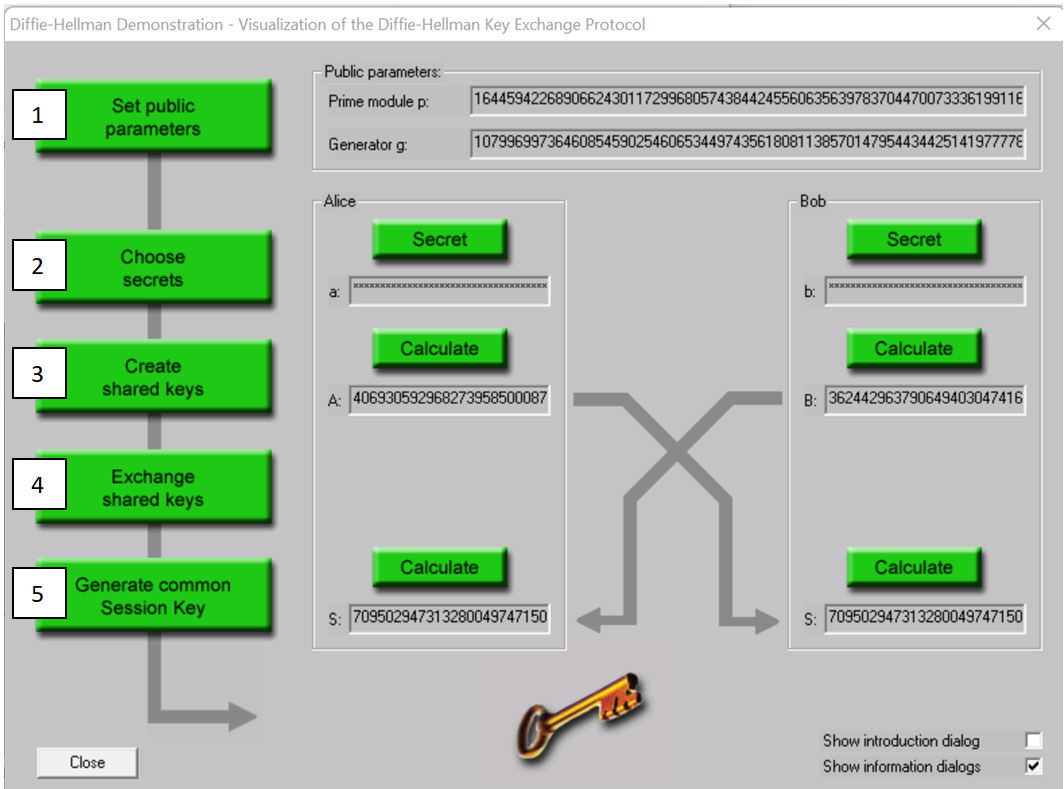 Diffie-Hellman Demonstration - Visualization of the Diffie-Hellman Key Exchange Protocol
Public parameters:
Prime module p: 16445942268906624301172996805743844245560635639783704470073336199116
Generator g: 10799699736460854590254606534497435618081138570147954434425141977778
1
Set public
parameters
2
Choose
secrets
3
Create
shared keys
4
Exchange
shared keys
5
Generate common
Session Key
Alice
Secret
a:
Calculate
A: 406930592968273958500087
Calculate
S: 709502947313280049747150
Bob
Secret
b:
Calculate
B: 362442963790649403047416
Calculate
S: 709502947313280049747150
Close
Show introduction dialog
Show information dialogs